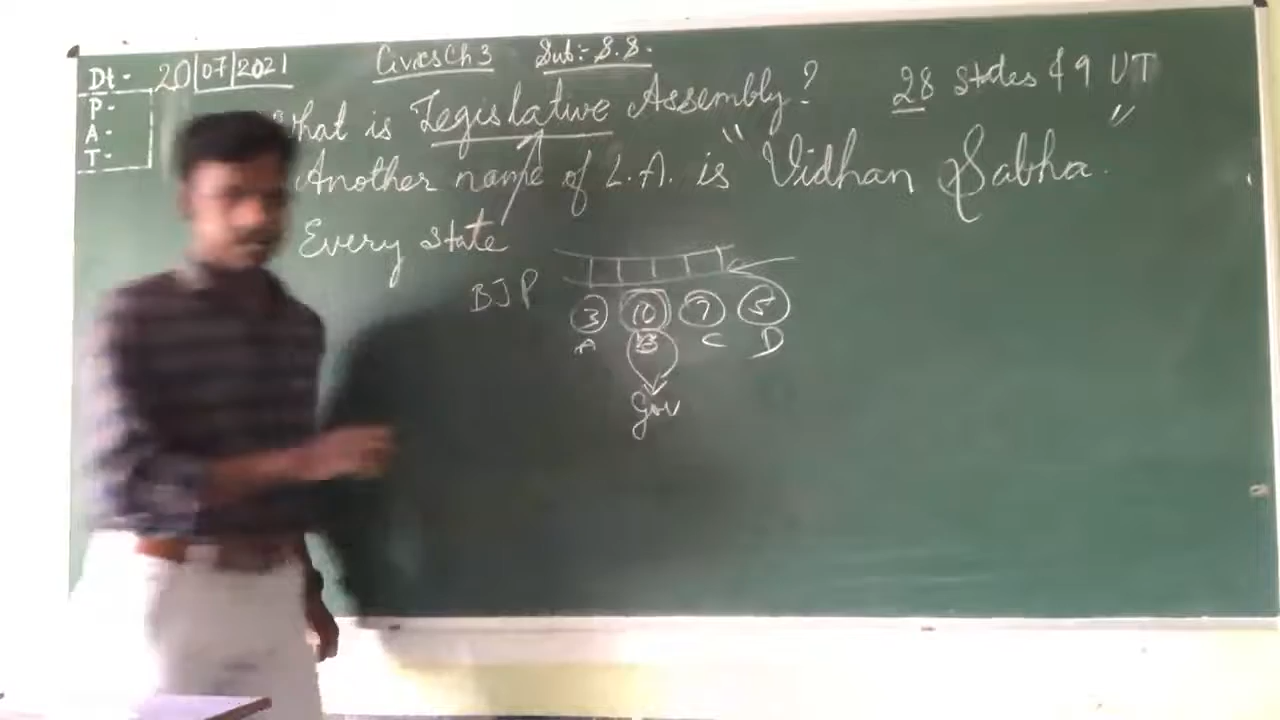 Dt- 20/07/2021 Civics Ch 3 Sub:- S.S.
P-
A-
T-
What is Legislative Assembly? 28 States & 9 UT
Another name of L.A. is "Vidhan Sabha."
Every state
BJP
3 10 7 5
A B C D
Gov